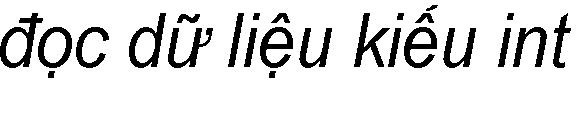 đọc dữ liệu kiếu int